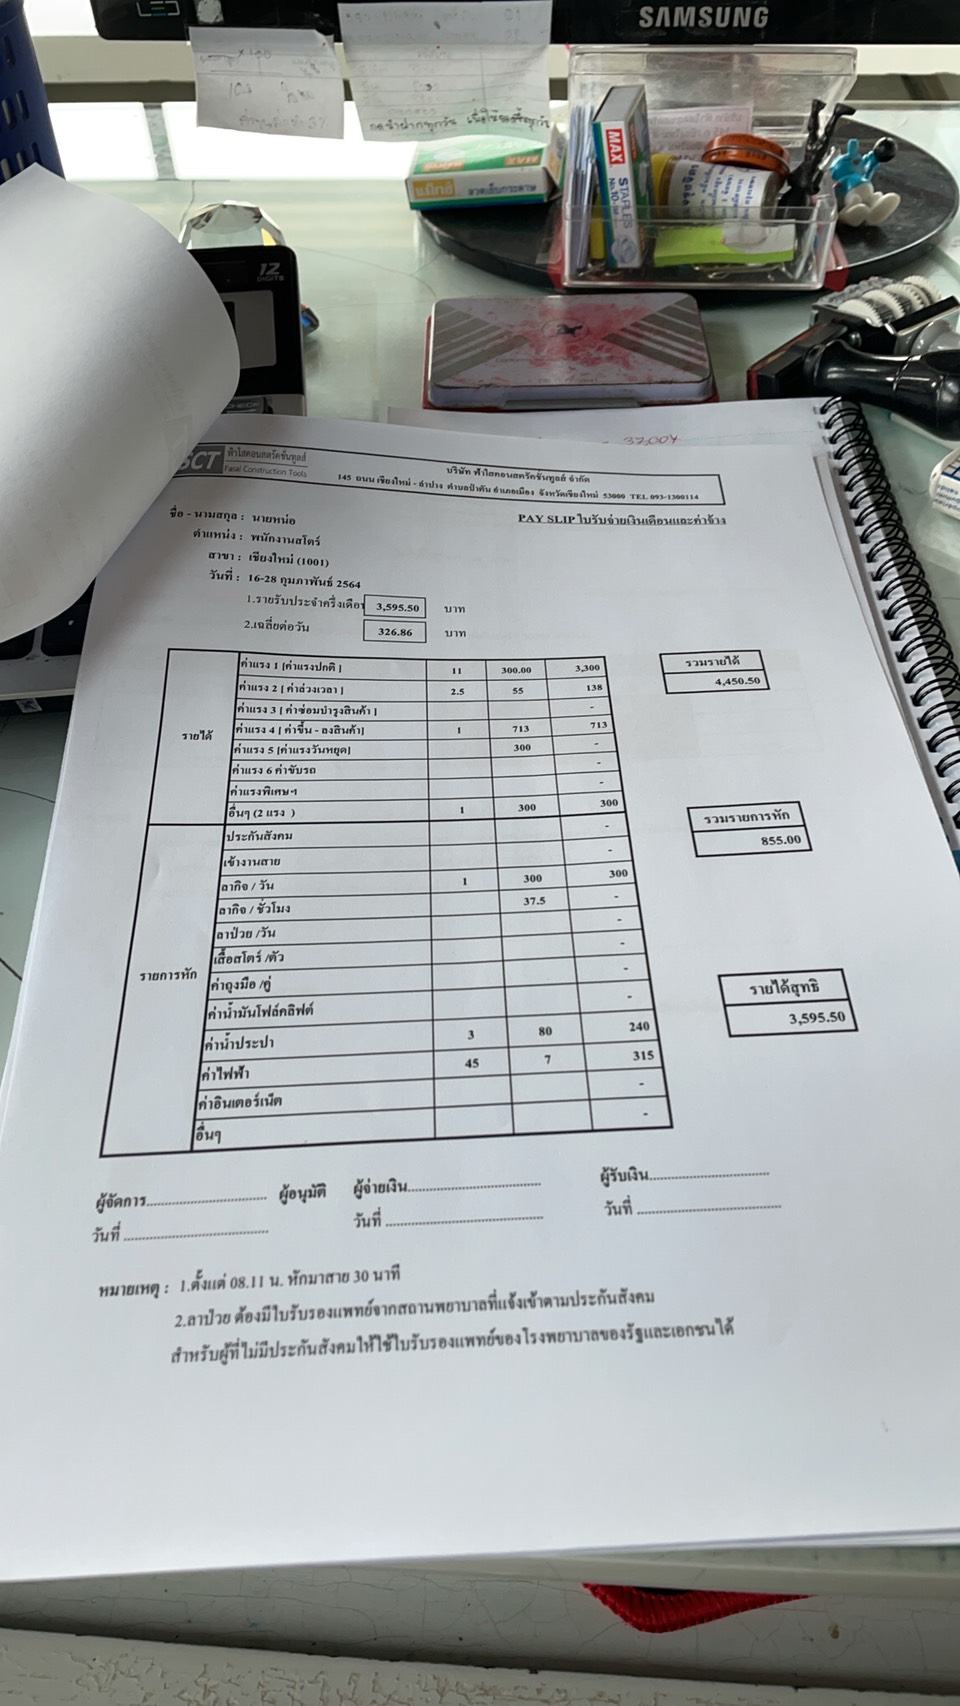 SAMSUNG
LED
กดน้ำฝากทุกวัน
MAX
STAPLES
No.10
แม็กซ์ ลวดเย็บกระดาษ
12
DIGITS
37,004
SCT
ฟ้าใสคอนสตรัคชั่นทูลส์
Fasai Construction Tools
บริษัท ฟ้าใสคอนสตรัคชั่นทูลส์ จำกัด
145 ถนน เชียงใหม่ - ลำปาง ตำบลป่าตัน อำเภอเมือง จังหวัดเชียงใหม่ 53000 TEL 093-1300114
PAY SLIP ใบรับจ่ายเงินเดือนและค่าจ้าง
ชื่อ - นามสกุล : นายหน่อ
ตำแหน่ง : พนักงานสโตร์
สาขา : เชียงใหม่ (1001)
วันที่ : 16-28 กุมภาพันธ์ 2564
1.รายรับประจำครึ่งเดือน 3,595.50 บาท
2.เฉลี่ยต่อวัน 326.86 บาท
รายได้
ค่าแรง 1 [ค่าแรงปกติ ] 11 300.00 3,300
ค่าแรง 2 [ ค่าล่วงเวลา ] 2.5 55 138
ค่าแรง 3 [ ค่าซ่อมบำรุงสินค้า ] -
ค่าแรง 4 [ ค่าขึ้น - ลงสินค้า] 1 713 713
ค่าแรง 5 [ค่าแรงวันหยุด] 300 -
ค่าแรง 6 ค่าขับรถ -
ค่าแรงพิเศษฯ -
อื่นๆ (2 แรง ) 1 300 300
รวมรายได้
4,450.50
รายการหัก
ประกันสังคม -
เข้างานสาย -
ลากิจ / วัน 1 300 300
ลากิจ / ชั่วโมง 37.5 -
ลาป่วย /วัน -
เสื้อสโตร์ /ตัว -
ค่าถุงมือ /คู่ -
ค่าน้ำมันโฟล์คลิฟต์ -
ค่าน้ำประปา 3 80 240
ค่าไฟฟ้า 45 7 315
ค่าอินเตอร์เน็ต -
อื่นๆ -
รวมรายการหัก
855.00
รายได้สุทธิ
3,595.50
ผู้จัดการ.............................. ผู้อนุมัติ ผู้จ่ายเงิน.............................. ผู้รับเงิน..............................
วันที่ .............................. วันที่ .............................. วันที่ ..............................
หมายเหตุ : 1.ตั้งแต่ 08.11 น. หักมาสาย 30 นาที
2.ลาป่วย ต้องมีใบรับรองแพทย์จากสถานพยาบาลที่แจ้งเข้าตามประกันสังคม
สำหรับผู้ที่ไม่มีประกันสังคมให้ใช้ใบรับรองแพทย์ของโรงพยาบาลของรัฐและเอกชนได้